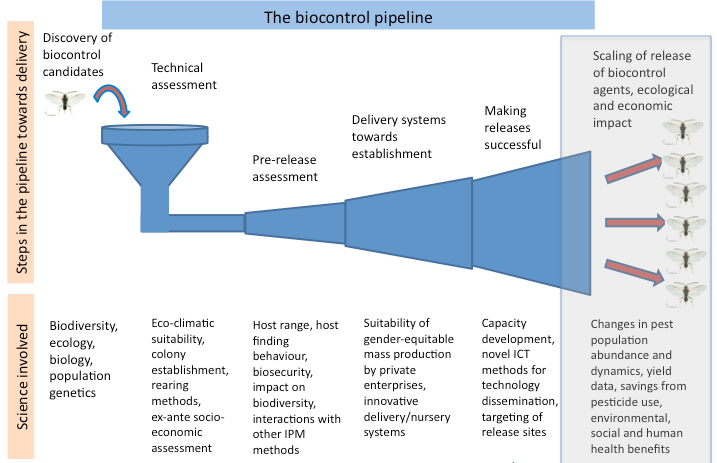 The biocontrol pipeline
Steps in the pipeline towards delivery
Discovery of
biocontrol
candidates
Technical
assessment
Pre-release
assessment
Delivery systems
towards
establishment
Making
releases
successful
Scaling of release
of biocontrol
agents, ecological
and economic
impact
Science involved
Biodiversity,
ecology,
biology,
population
genetics
Eco-climatic
suitability,
colony
establishment,
rearing
methods,
ex-ante socio-
economic
assessment
Host range, host
finding
behaviour,
biosecurity,
impact on
biodiversity,
interactions with
other IPM
methods
Suitability of
gender-equitable
mass production
by private
enterprises,
innovative
delivery/nursery
systems
Capacity
development,
novel ICT
methods for
technology
dissemination,
targeting of
release sites
Changes in pest
population
abundance and
dynamics, yield
data, savings from
pesticide use,
environmental,
social and human
health benefits